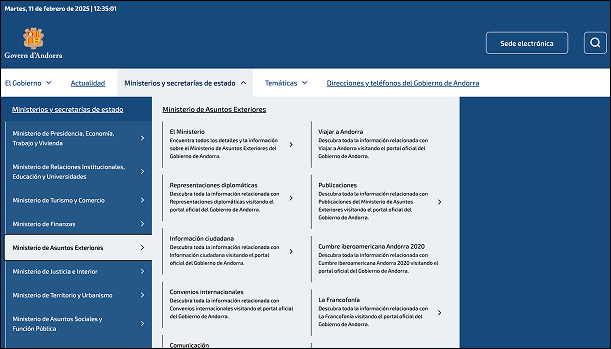 Martes, 11 de febrero de 2025 | 12:35:01
Govern d'Andorra
Sede electrónica
El Gobierno
Actualidad
Ministerios y secretarías de estado
Temáticas
Direcciones y teléfonos del Gobierno de Andorra
Ministerios y secretarías de estado
Ministerio de Presidencia, Economía,
Trabajo y Vivienda
Ministerio de Relaciones Institucionales,
Educación y Universidades
Ministerio de Turismo y Comercio
Ministerio de Finanzas
Ministerio de Asuntos Exteriores
Ministerio de Justicia e Interior
Ministerio de Territorio y Urbanismo
Ministerio de Asuntos Sociales y
Función Pública
Ministerio de Asuntos Exteriores
El Ministerio
Encuentra todos los detalles y la información
sobre el Ministerio de Asuntos Exteriores del
Gobierno de Andorra.
Viajar a Andorra
Descubra toda la información relacionada con
Viajar a Andorra visitando el portal oficial del
Gobierno de Andorra.
Representaciones diplomáticas
Descubra toda la información relacionada con
Representaciones diplomáticas visitando el
portal oficial del Gobierno de Andorra.
Publicaciones
Descubra toda la información relacionada con
Publicaciones del Ministerio de Asuntos
Exteriores visitando el portal oficial del
Gobierno de Andorra.
Información ciudadana
Descubra toda la información relacionada con
Información ciudadana visitando el portal
oficial del Gobierno de Andorra.
Cumbre iberoamericana Andorra 2020
Descubra toda la información relacionada con
Cumbre iberoamericana Andorra 2020 visitando el
portal oficial del Gobierno de Andorra.
Convenios internacionales
Descubra toda la información relacionada con
Convenios internacionales visitando el portal oficial
del Gobierno de Andorra.
La Francofonía
Descubra toda la información relacionada con
La Francofonía visitando el portal oficial del
Gobierno de Andorra.
Comunicación